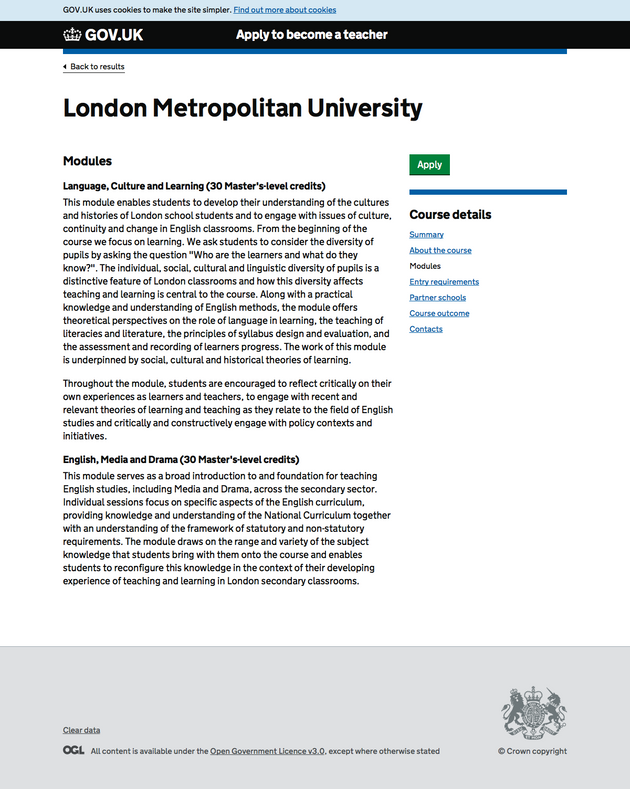 GOV.UK uses cookies to make the site simpler. Find out more about cookies
GOV.UK
Apply to become a teacher
Back to results
London Metropolitan University
Modules
Language, Culture and Learning (30 Master's-level credits)
This module enables students to develop their understanding of the cultures
and histories of London school students and to engage with issues of culture,
continuity and change in English classrooms. From the beginning of the
course we focus on learning. We ask students to consider the diversity of
pupils by asking the question "Who are the learners and what do they
know?". The individual, social, cultural and linguistic diversity of pupils is a
distinctive feature of London classrooms and how this diversity affects
teaching and learning is central to the course. Along with a practical
knowledge and understanding of English methods, the module offers
theoretical perspectives on the role of language in learning, the teaching of
literacies and literature, the principles of syllabus design and evaluation, and
the assessment and recording of learners progress. The work of this module
is underpinned by social, cultural and historical theories of learning.
Throughout the module, students are encouraged to reflect critically on their
own experiences as learners and teachers, to engage with recent and
relevant theories of learning and teaching as they relate to the field of English
studies and critically and constructively engage with policy contexts and
initiatives.
English, Media and Drama (30 Master's-level credits)
This module serves as a broad introduction to and foundation for teaching
English studies, including Media and Drama, across the secondary sector.
Individual sessions focus on specific aspects of the English curriculum,
providing knowledge and understanding of the National Curriculum together
with an understanding of the framework of statutory and non-statutory
requirements. The module draws on the range and variety of the subject
knowledge that students bring with them onto the course and enables
students to reconfigure this knowledge in the context of their developing
experience of teaching and learning in London secondary classrooms.
Apply
Course details
Summary
About the course
Modules
Entry requirements
Partner schools
Course outcome
Contacts
Clear data
OGL All content is available under the Open Government Licence v3.0, except where otherwise stated
© Crown copyright